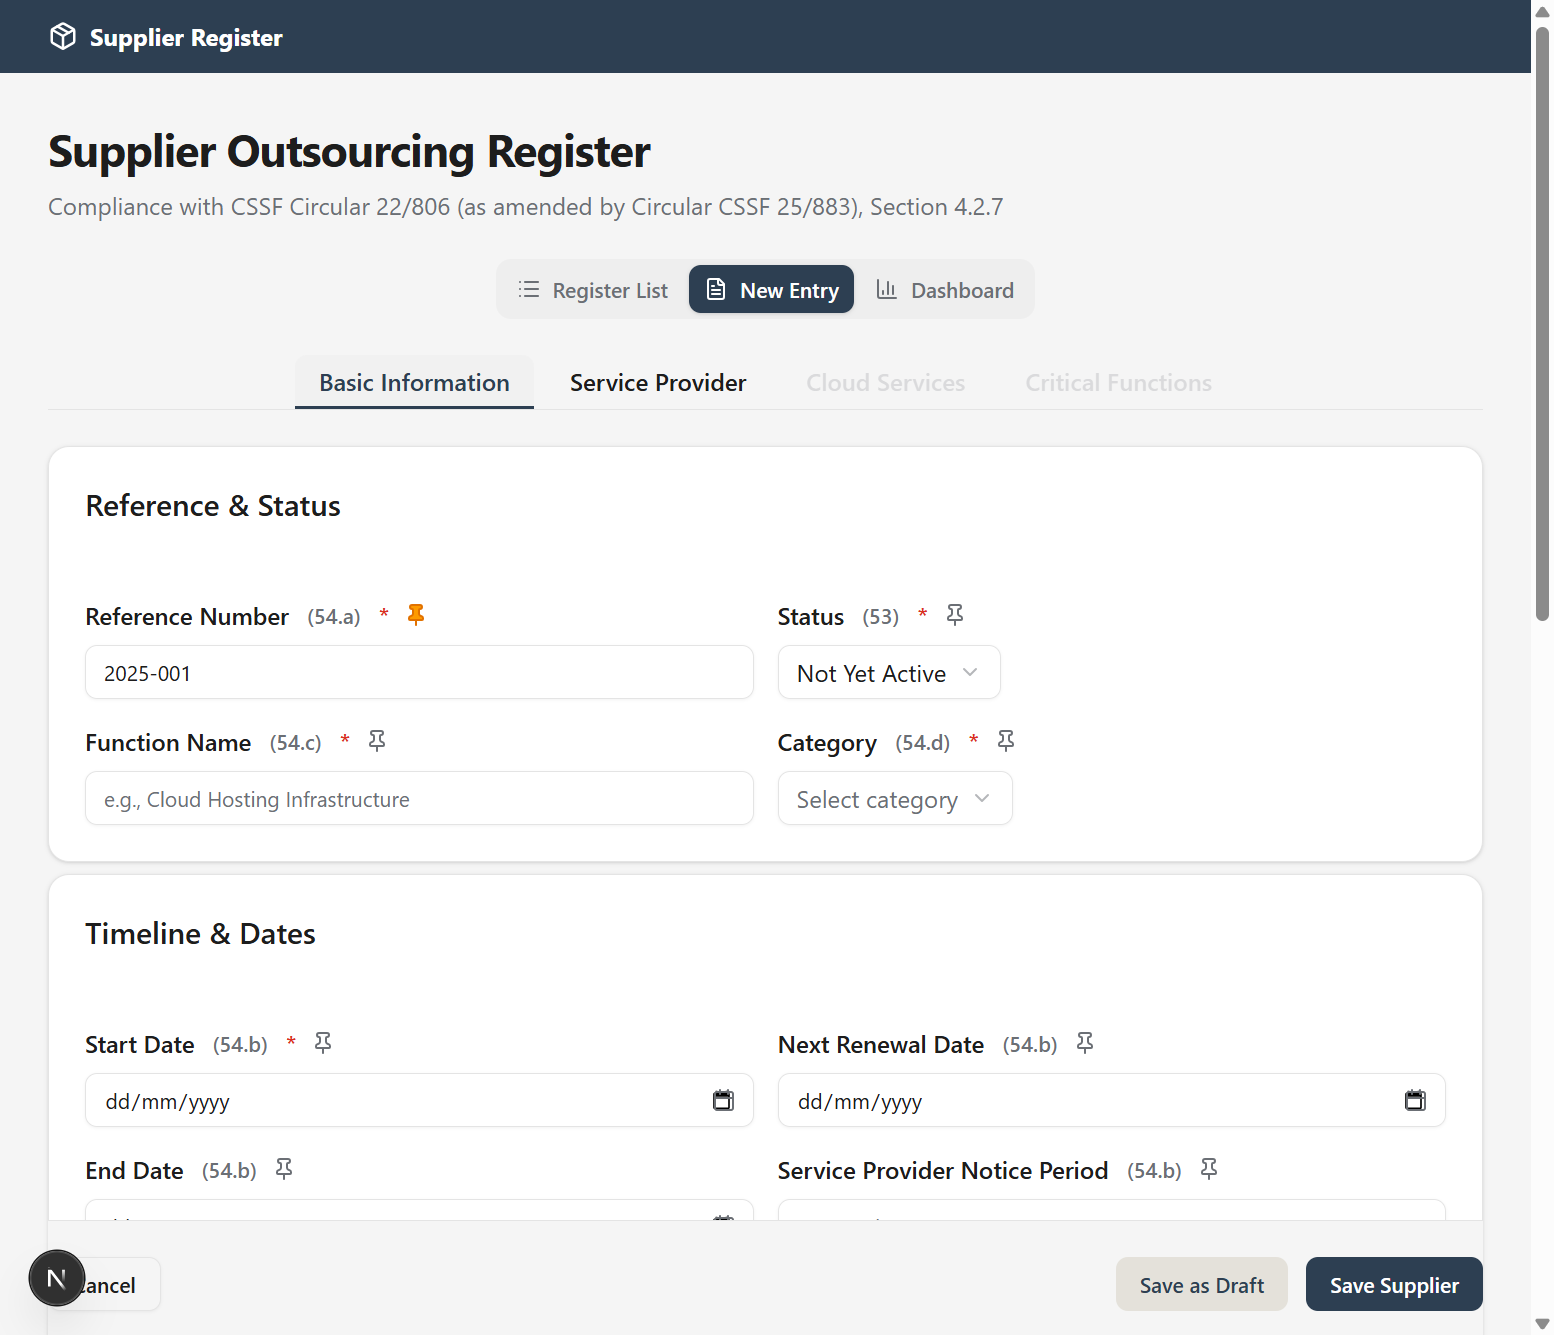 Supplier Register
Supplier Outsourcing Register
Compliance with CSSF Circular 22/806 (as amended by Circular CSSF 25/883), Section 4.2.7
Register List New Entry Dashboard
Basic Information Service Provider Cloud Services Critical Functions
Reference & Status
Reference Number (54.a) * Status (53) *
2025-001 Not Yet Active
Function Name (54.c) * Category (54.d) *
e.g., Cloud Hosting Infrastructure Select category
Timeline & Dates
Start Date (54.b) * Next Renewal Date (54.b)
dd/mm/yyyy dd/mm/yyyy
End Date (54.b) Service Provider Notice Period (54.b)
N ancel Save as Draft Save Supplier